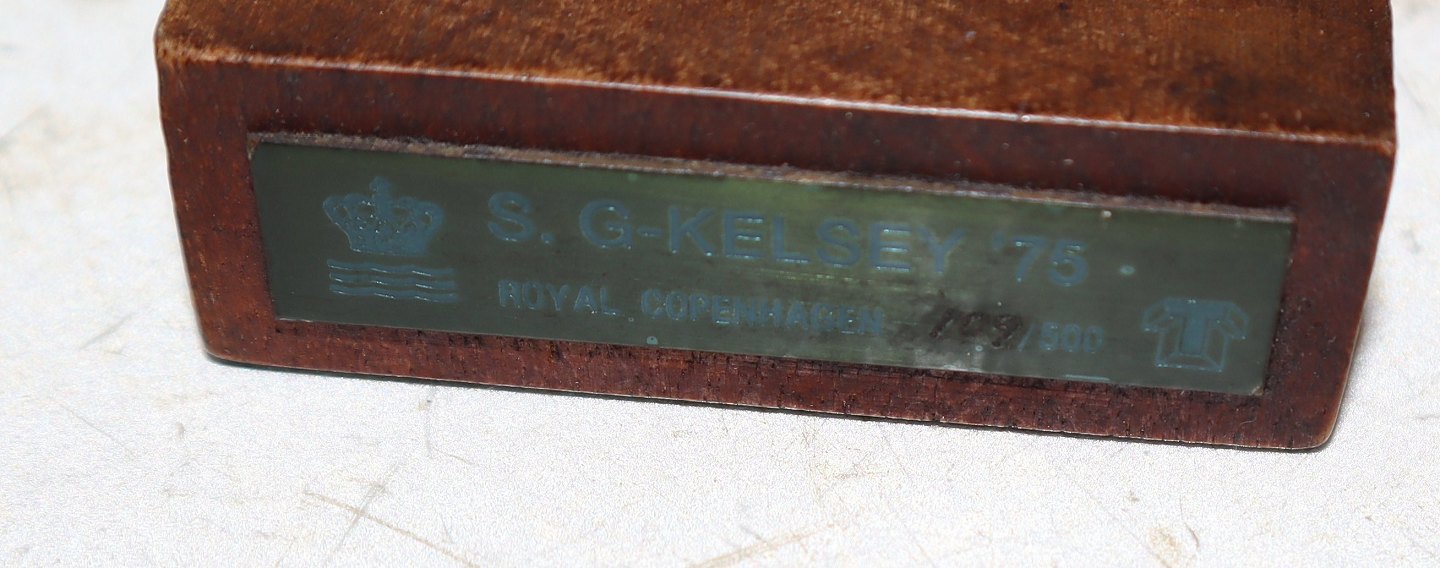 S. G-KELSEY '75
ROYAL COPENHAGEN /500